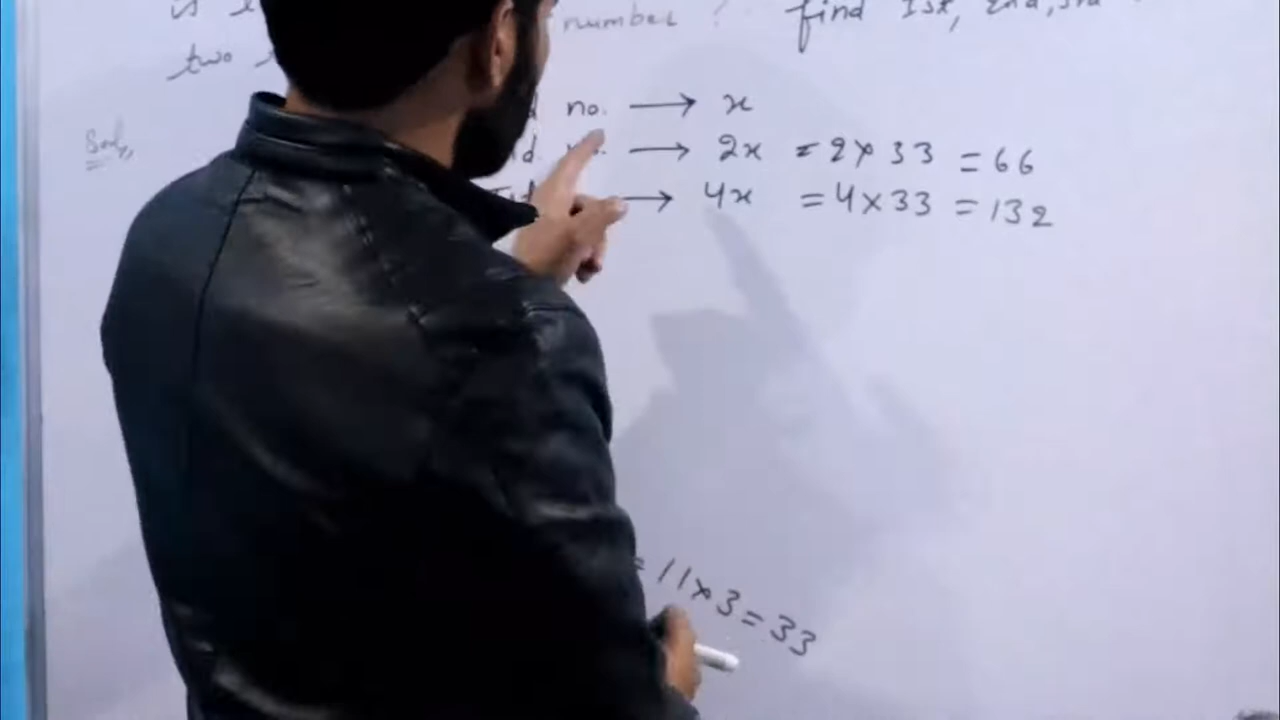 is
number ? find Ist, 2nd, 3rd
two
no. ⟶ x
Sol,
⟶ 2x = 2 × 33 = 66
⟶ 4x = 4 × 33 = 132
= 11 × 3 = 33